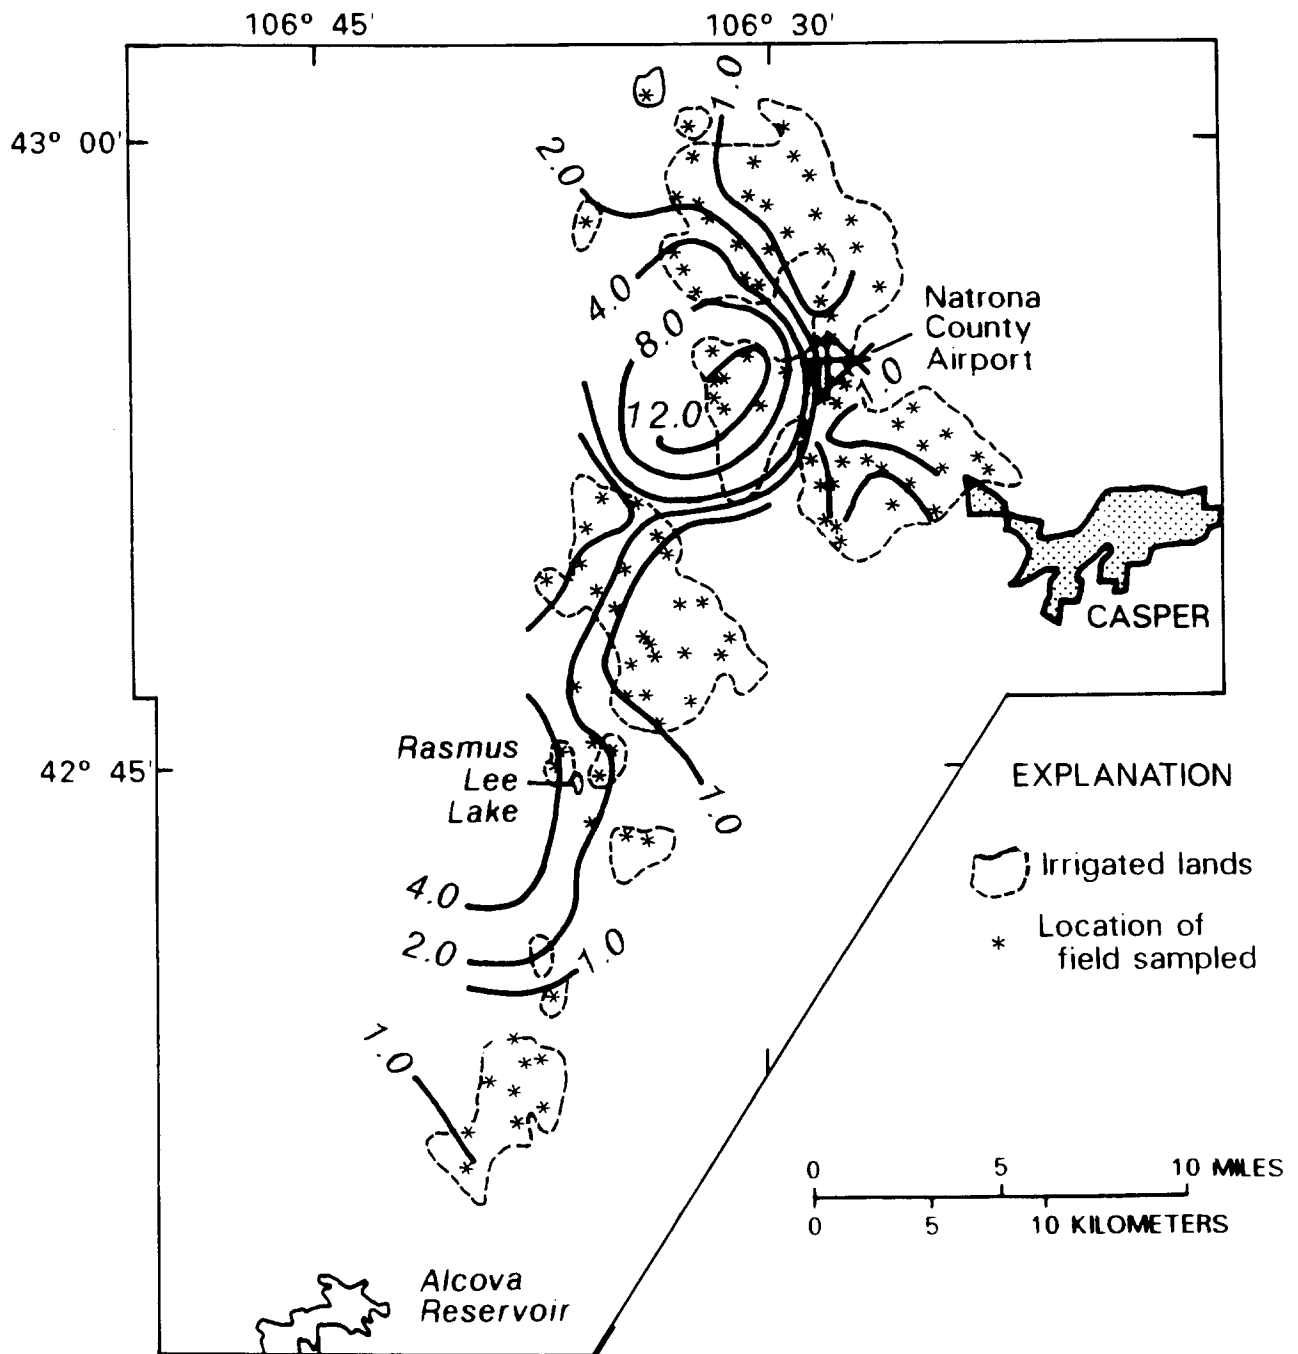 106° 45'
106° 30'
43° 00'
1.0
2.0
4.0
8.0
12.0
Natrona
County
Airport
.0
CASPER
Rasmus
Lee
Lake
42° 45'
1.0
EXPLANATION
Irrigated lands
Location of
field sampled
4.0
2.0
1.0
1.0
0 5 10 MILES
0 5 10 KILOMETERS
Alcova
Reservoir